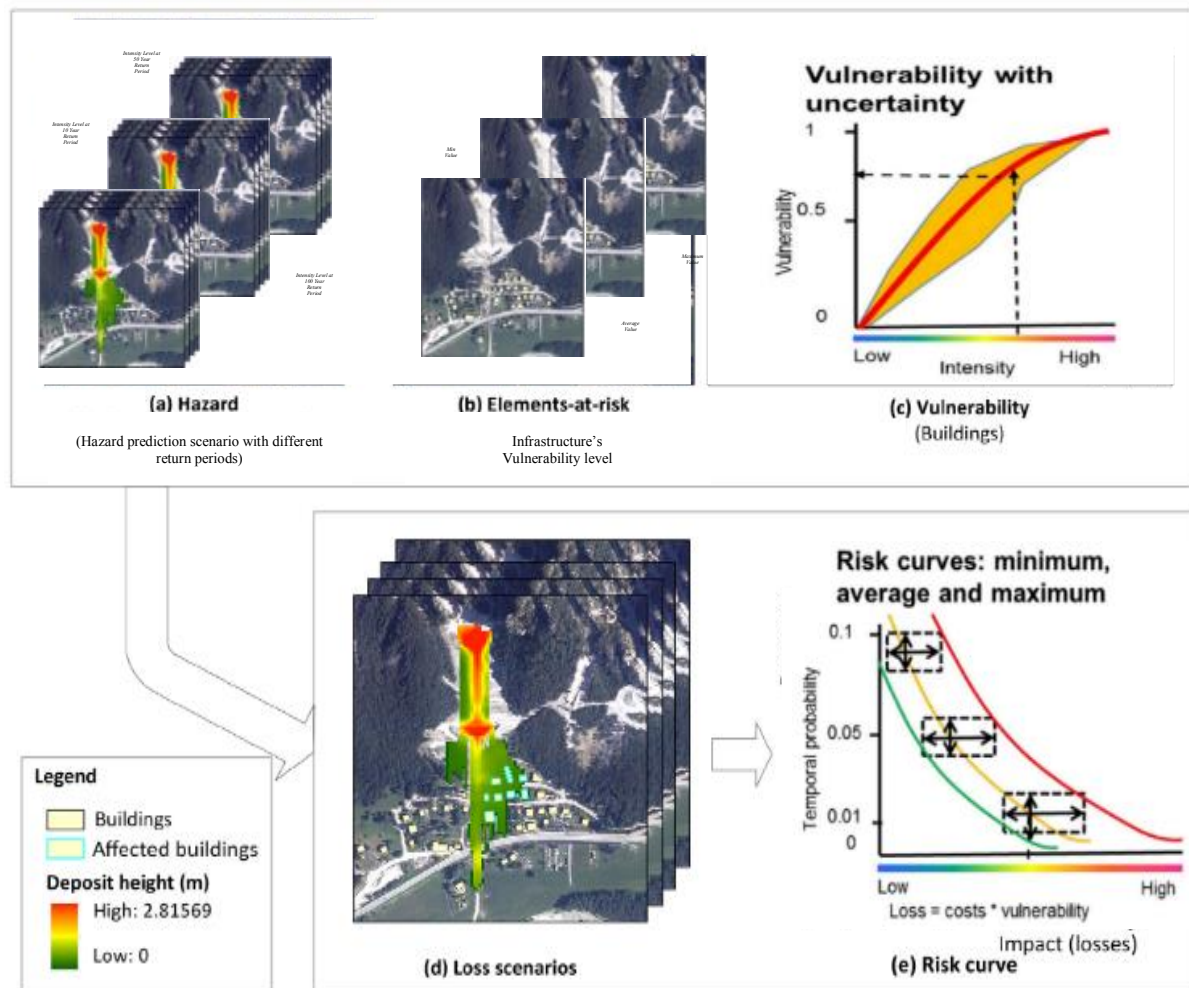 Intensity Level at
50 Year
Return
Period
Intensity Level at
10 Year
Return
Period
Intensity Level at
100 Year
Return
Period
(a) Hazard
(Hazard prediction scenario with different
return periods)
Min
Value
Maximum
Value
Average
Value
(b) Elements-at-risk
Infrastructure's
Vulnerability level
Vulnerability with
uncertainty
1
0.5
0
Vulnerability
Low
High
Intensity
(c) Vulnerability
(Buildings)
Legend
Buildings
Affected buildings
Deposit height (m)
High: 2.81569
Low: 0
(d) Loss scenarios
Risk curves: minimum,
average and maximum
0.1
0.05
0.01
0
Temporal probability
Low
High
Loss = costs * vulnerability
Impact (losses)
(e) Risk curve